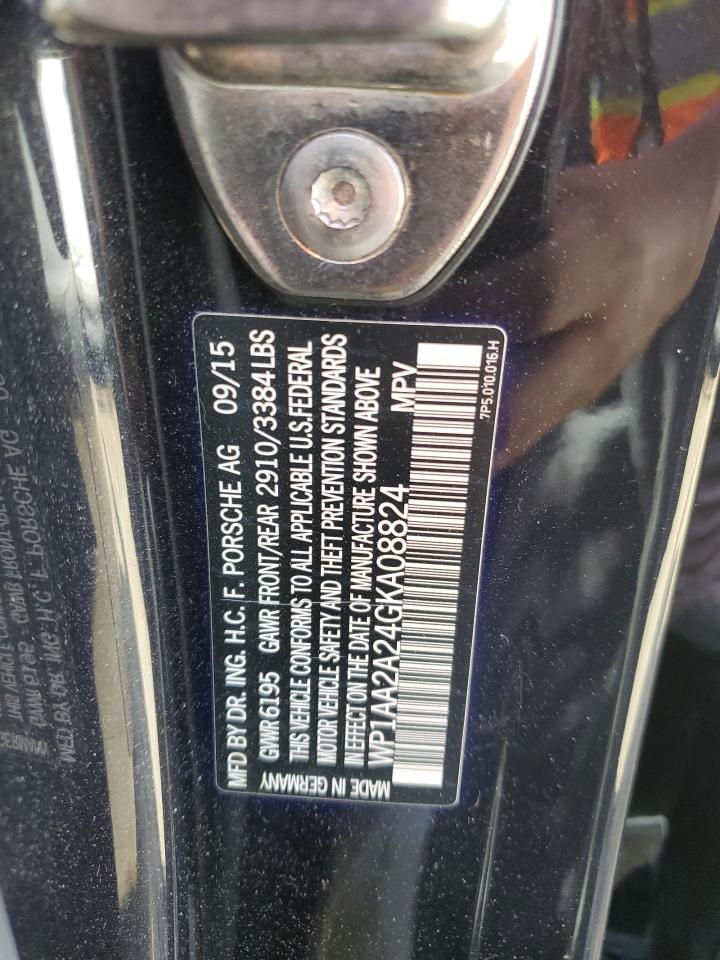 MFD BY DR. ING. H.C. F. PORSCHE AG 09/15
GWR 6195 GAWR FRONT/REAR 2910/3384 LBS
THIS VEHICLE CONFORMS TO ALL APPLICABLE U.S. FEDERAL
MOTOR VEHICLE SAFETY AND THEFT PREVENTION STANDARDS
IN EFFECT ON THE DATE OF MANUFACTURE SHOWN ABOVE
WP1AA2A24GKA08824 MPV
MADE IN GERMANY
7P5.010.016.H